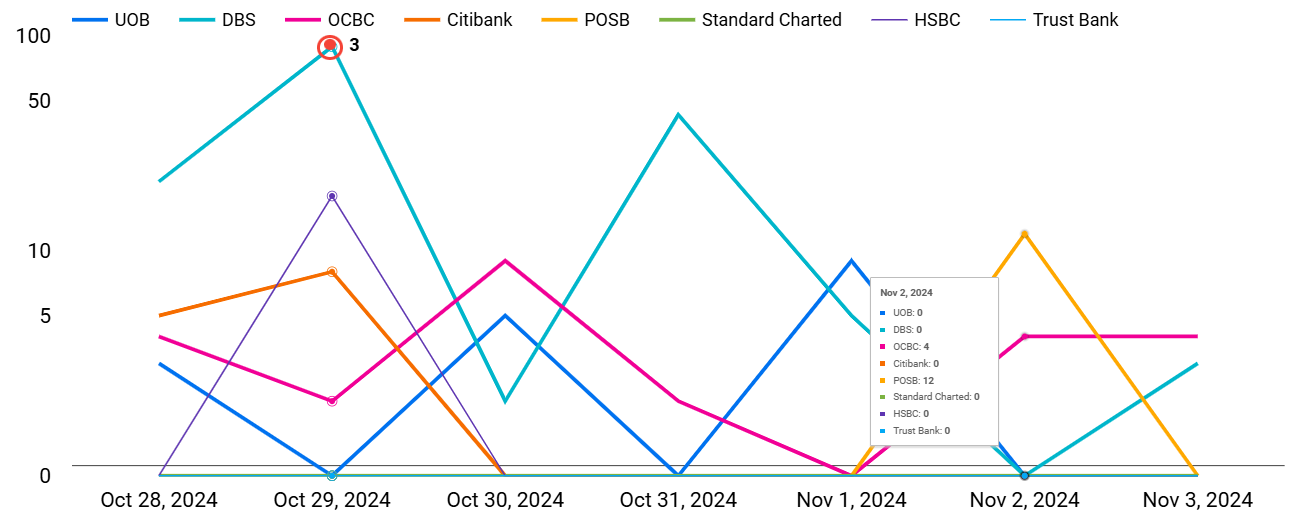 UOB DBS OCBC Citibank POSB Standard Charted HSBC Trust Bank
100
3
50
10
5
0
Nov 2, 2024
UOB: 0
DBS: 0
OCBC: 4
Citibank: 0
POSB: 12
Standard Charted: 0
HSBC: 0
Trust Bank: 0
Oct 28, 2024 Oct 29, 2024 Oct 30, 2024 Oct 31, 2024 Nov 1, 2024 Nov 2, 2024 Nov 3, 2024